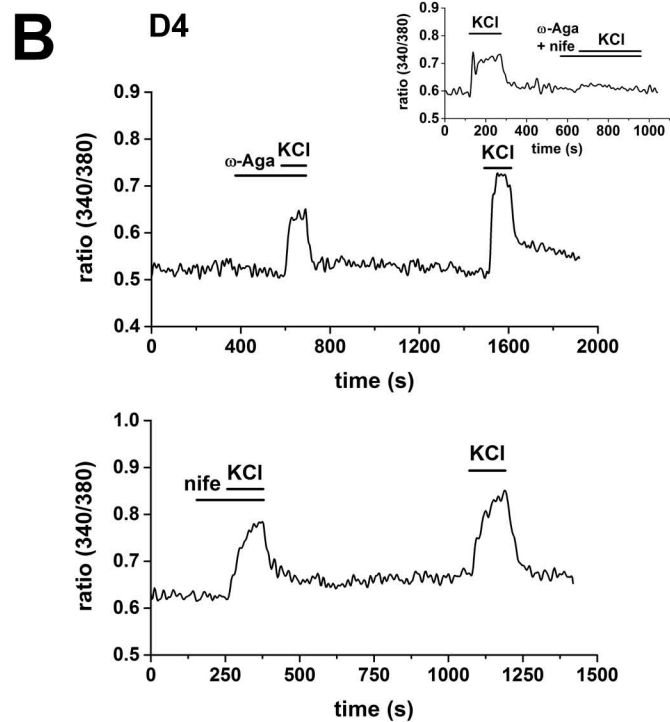 B
D4
ratio (340/380)
0.9
0.8
0.7
0.6
0.5
KCl
ω-Aga
+ nife
KCl
0 200 400 600 800 1000
time (s)
ratio (340/380)
0.9
0.8
0.7
0.6
0.5
0.4
ω-Aga
KCl
KCl
0 400 800 1200 1600 2000
time (s)
ratio (340/380)
1.0
0.9
0.8
0.7
0.6
0.5
nife
KCl
KCl
0 250 500 750 1000 1250 1500
time (s)